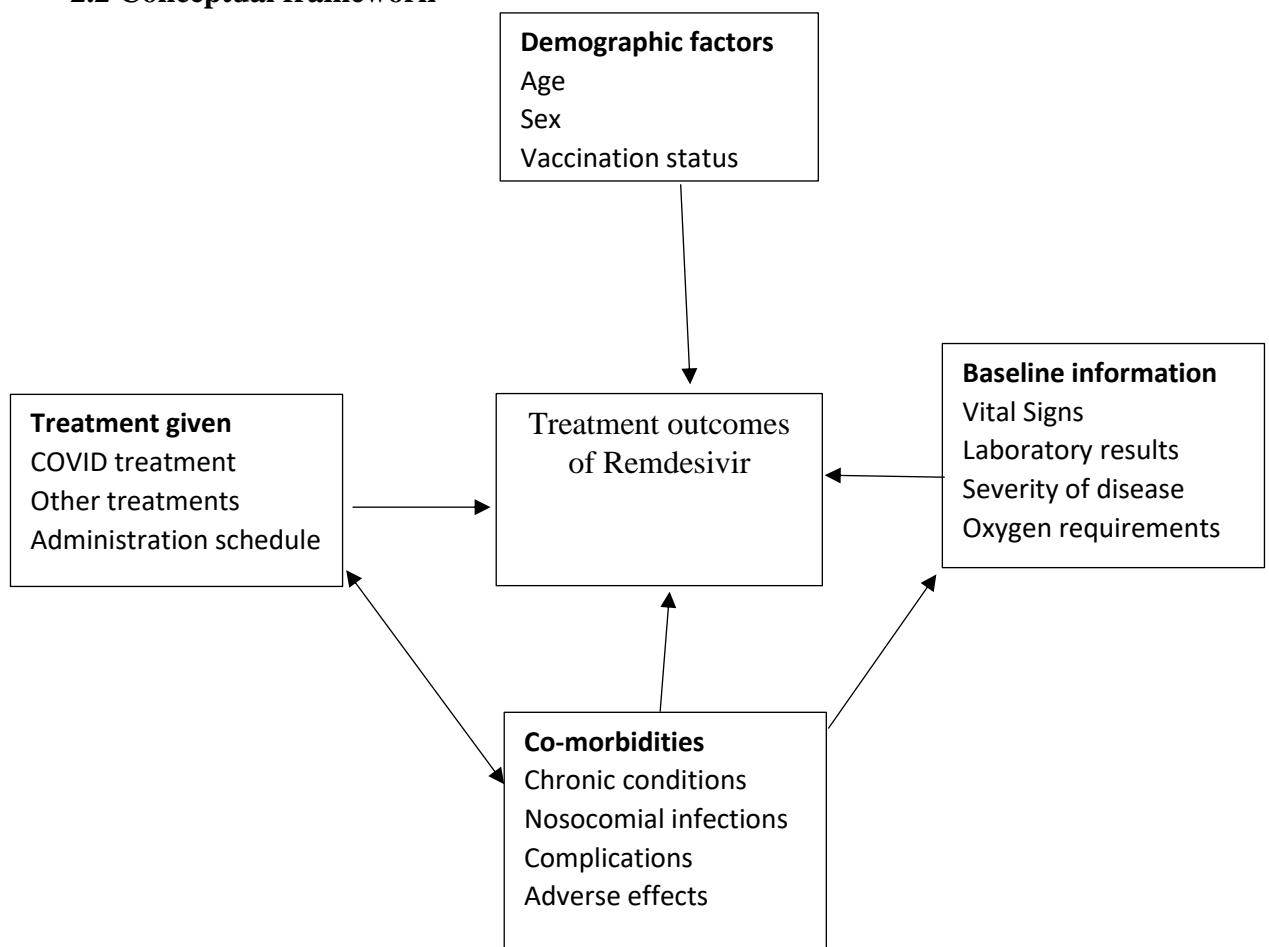 2.2 Conceptual framework
Demographic factors
Age
Sex
Vaccination status
Baseline information
Vital Signs
Laboratory results
Severity of disease
Oxygen requirements
Treatment given
COVID treatment
Other treatments
Administration schedule
Treatment outcomes
of Remdesivir
Co-morbidities
Chronic conditions
Nosocomial infections
Complications
Adverse effects